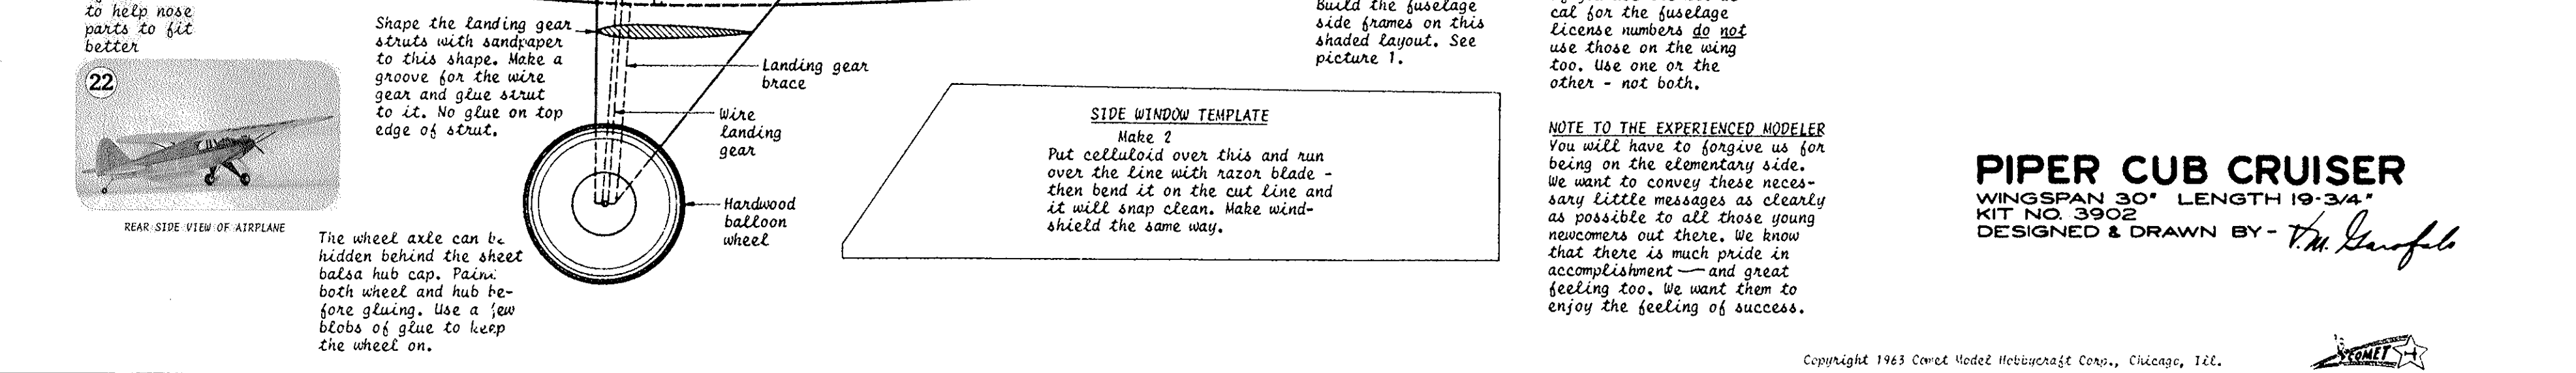 to help nose
parts to fit
better
22
REAR SIDE VIEW OF AIRPLANE
Shape the landing gear
struts with sandpaper
to this shape. Make a
groove for the wire
gear and glue strut
to it. No glue on top
edge of strut.
The wheel axle can be
hidden behind the sheet
balsa hub cap. Paint
both wheel and hub be-
fore gluing. Use a few
blobs of glue to keep
the wheel on.
Landing gear
brace
Wire
landing
gear
Hardwood
balloon
wheel
SIDE WINDOW TEMPLATE
Make 2
Put celluloid over this and run
over the line with razor blade -
then bend it on the cut line and
it will snap clean. Make wind-
shield the same way.
Build the fuselage
side frames on this
shaded layout. See
picture 1.
cal for the fuselage
license numbers do not
use those on the wing
too. Use one or the
other - not both.
NOTE TO THE EXPERIENCED MODELER
You will have to forgive us for
being on the elementary side.
We want to convey these neces-
sary little messages as clearly
as possible to all those young
newcomers out there. We know
that there is much pride in
accomplishment — and great
feeling too. We want them to
enjoy the feeling of success.
PIPER CUB CRUISER
WINGSPAN 30" LENGTH 19-3/4"
KIT NO. 3902
DESIGNED & DRAWN BY - P.M. Garofalo
Copyright 1963 Comet Model Hobbycraft Corp., Chicago, Ill.
COMET